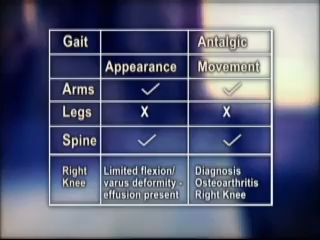 Gait Antalgic
Appearance Movement
Arms ✓ ✓
Legs X X
Spine ✓ ✓
Right Knee Limited flexion/ varus deformity - effusion present Diagnosis Osteoarthritis Right Knee